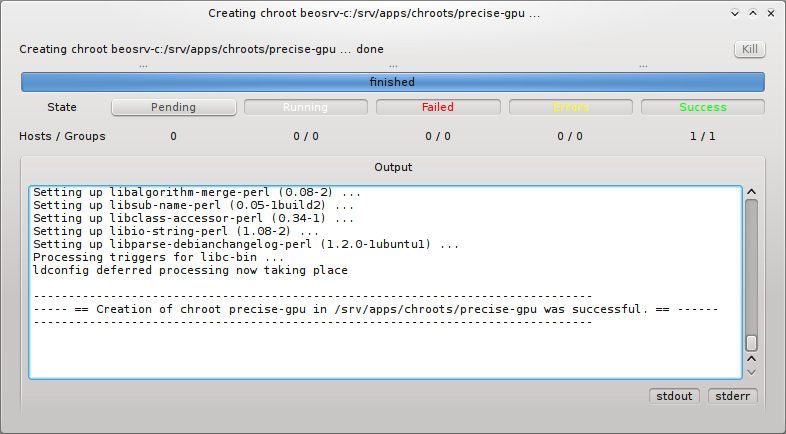 Creating chroot beosrv-c:/srv/apps/chroots/precise-gpu ...
Creating chroot beosrv-c:/srv/apps/chroots/precise-gpu ... done
Kill
... ... ...
finished
State Pending Running Failed Errors Success
Hosts / Groups 0 0 / 0 0 / 0 0 / 0 1 / 1
Output
Setting up libalgorithm-merge-perl (0.08-2) ...
Setting up libsub-name-perl (0.05-1build2) ...
Setting up libclass-accessor-perl (0.34-1) ...
Setting up libio-string-perl (1.08-2) ...
Setting up libparse-debianchangelog-perl (1.2.0-1ubuntu1) ...
Processing triggers for libc-bin ...
ldconfig deferred processing now taking place
--------------------------------------------------------------------------------
----- == Creation of chroot precise-gpu in /srv/apps/chroots/precise-gpu was successful. == ------
--------------------------------------------------------------------------------
stdout stderr